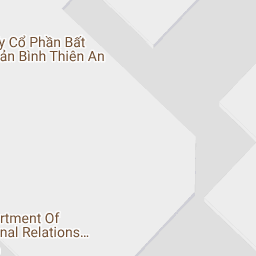 y Cổ Phần Bất
ản Bình Thiên An
rtment Of
nal Relations...